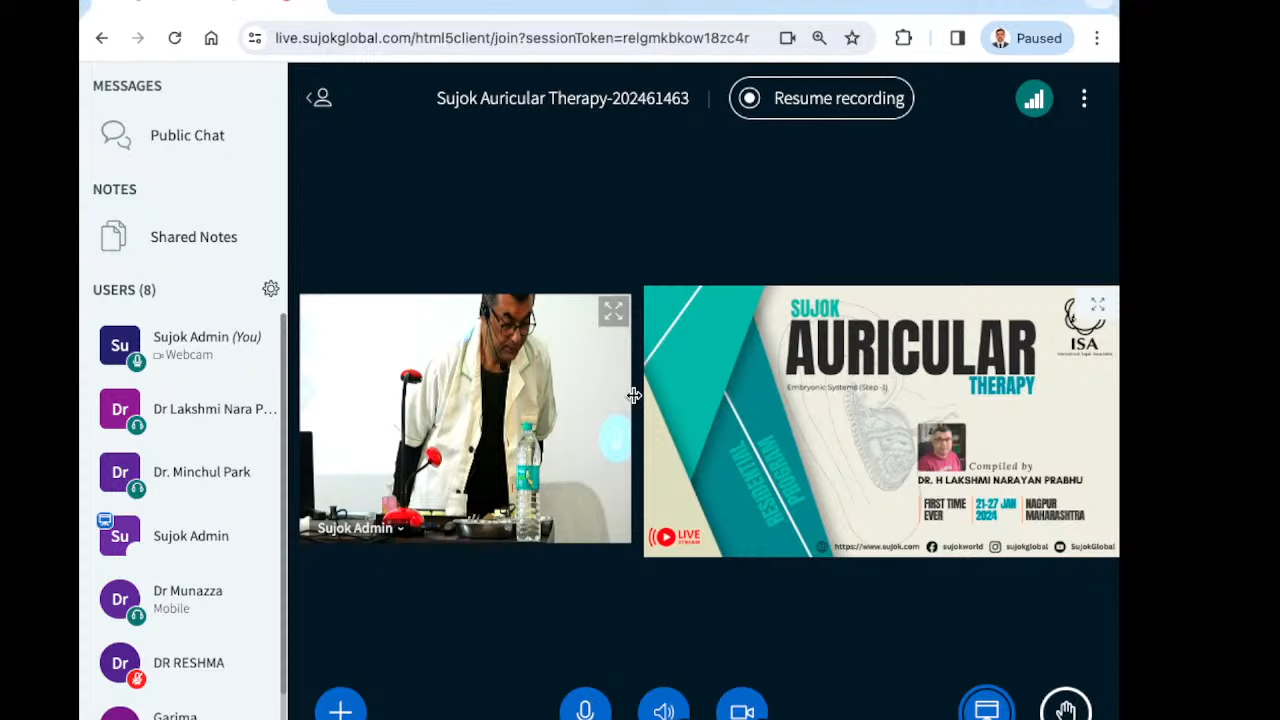 live.sujokglobal.com/html5client/join?sessionToken=relgmkbkow18zc4r
Paused
MESSAGES
Public Chat
NOTES
Shared Notes
USERS (8)
Su
Sujok Admin (You)
Webcam
Dr
Dr Lakshmi Nara P...
Dr
Dr. Minchul Park
Su
Sujok Admin
Dr
Dr Munazza
Mobile
Dr
DR RESHMA
Garima
Sujok Auricular Therapy-202461463
Resume recording
Sujok Admin
SUJOK
AURICULAR
THERAPY
Embryonic Systems (Step -1)
ISA
RESIDENTIAL
PROGRAM
Compiled by
DR. H LAKSHMI NARAYAN PRABHU
FIRST TIME
EVER
21-27 JAN
2024
NAGPUR
MAHARASHTRA
LIVE
STREAM
https://www.sujok.com
sujokworld
sujokglobal
SujokGlobal